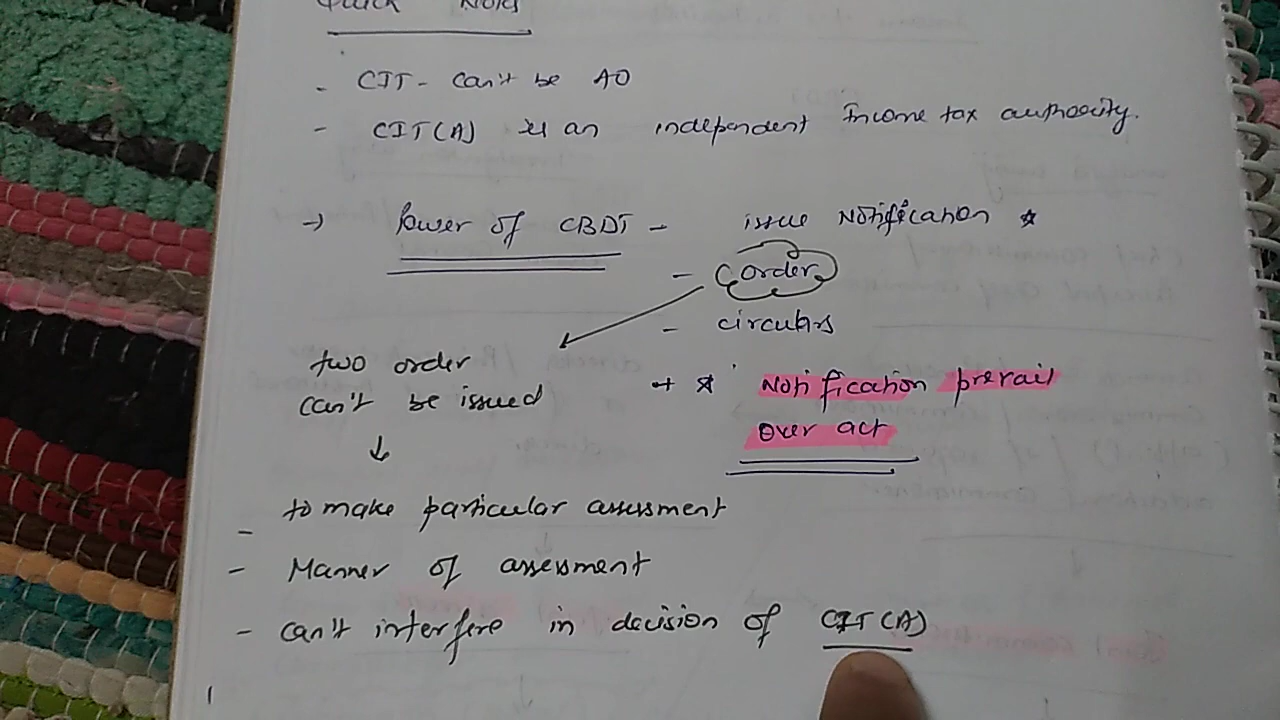 Quick Notes
- CIT - can't be AO
- CIT(A) is an independent Income tax authority.
→ Power of CBDT - issue Notification *
- order
- circulars
two order
can't be issued
→ * Notification prevail
over act
↓
- to make particular assessment
- Manner of assessment
- can't interfere in decision of CIT(A)